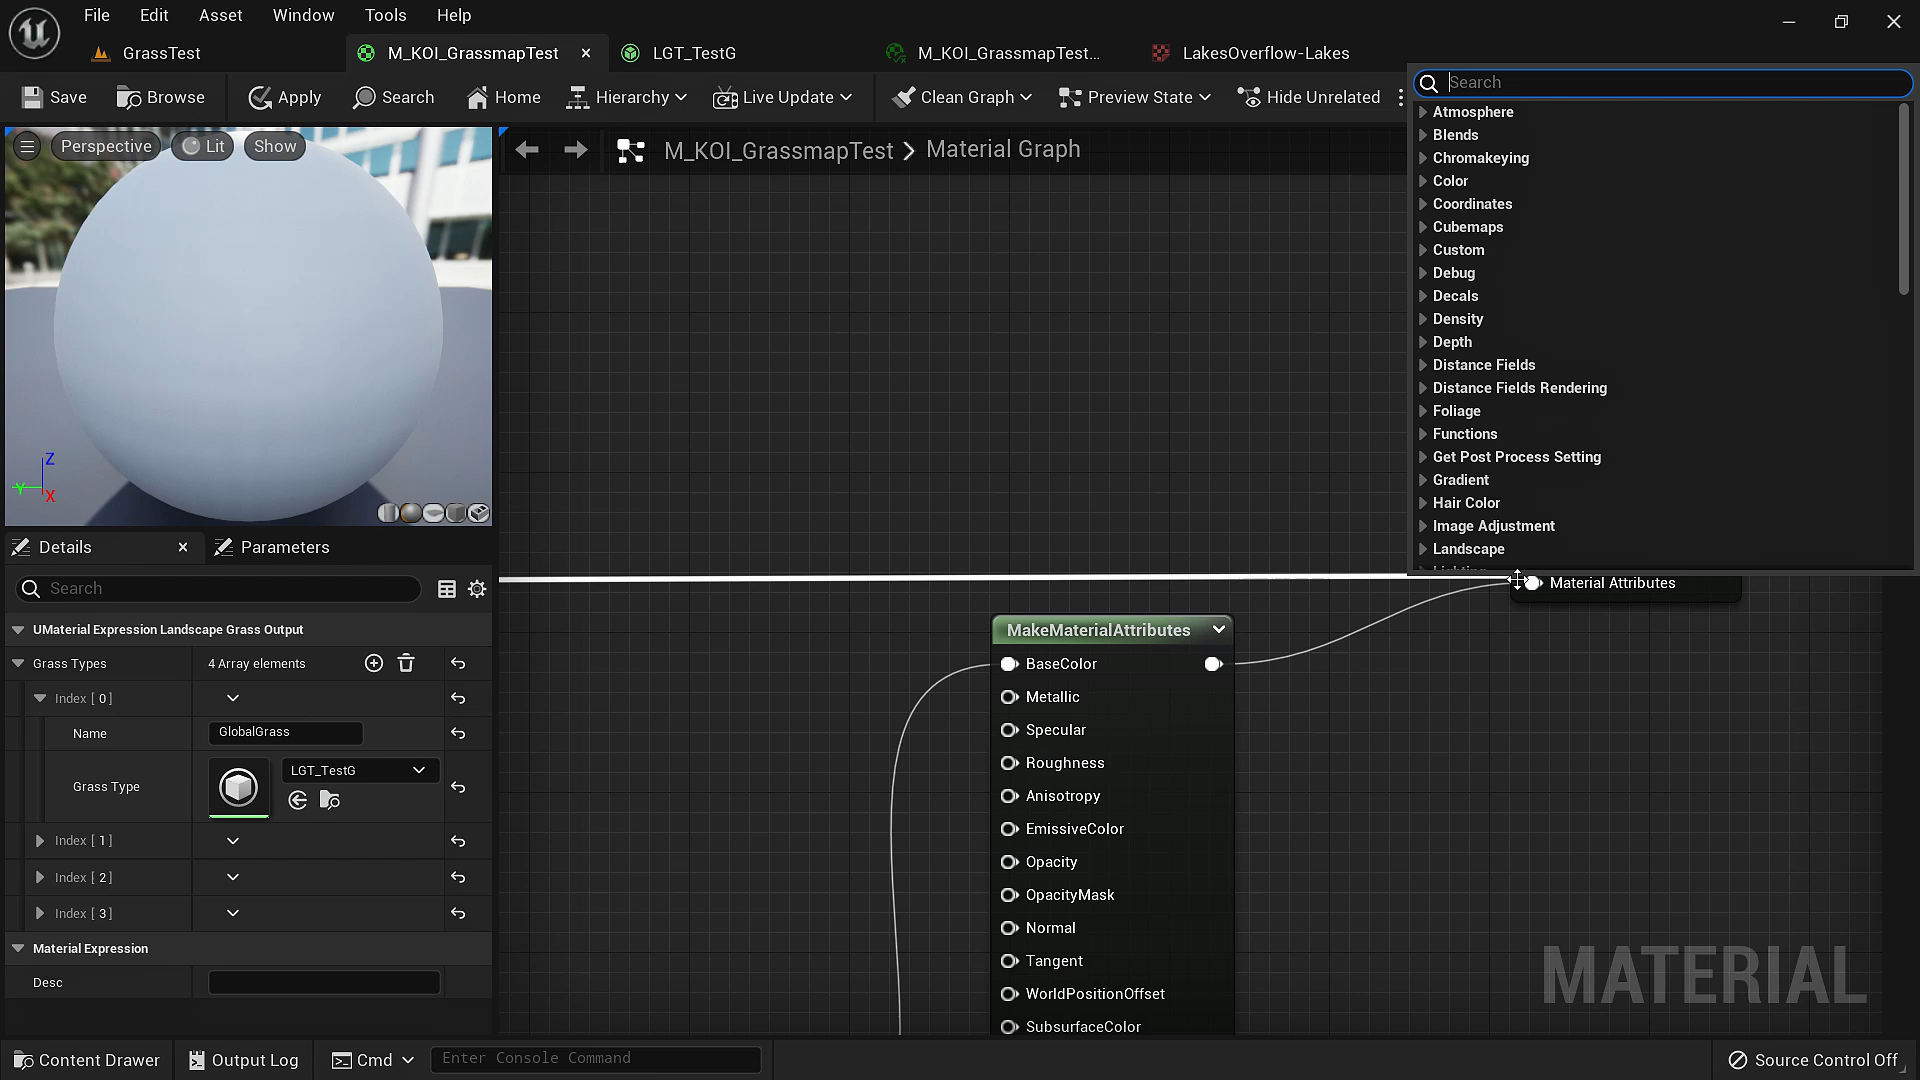 File Edit Asset Window Tools Help
GrassTest M_KOI_GrassmapTest LGT_TestG M_KOI_GrassmapTest... LakesOverflow-Lakes
Save Browse Apply Search Home Hierarchy Live Update Clean Graph Preview State Hide Unrelated
Search
Perspective Lit Show
M_KOI_GrassmapTest > Material Graph
Atmosphere
Blends
Chromakeying
Color
Coordinates
Cubemaps
Custom
Debug
Decals
Density
Depth
Distance Fields
Distance Fields Rendering
Foliage
Functions
Get Post Process Setting
Gradient
Hair Color
Image Adjustment
Landscape
Lighting
Z
Y
X
Details Parameters
Search
UMaterial Expression Landscape Grass Output
Grass Types 4 Array elements
Index [ 0 ]
Name GlobalGrass
Grass Type LGT_TestG
Index [ 1 ]
Index [ 2 ]
Index [ 3 ]
Material Expression
Desc
Material Attributes
MakeMaterialAttributes
BaseColor
Metallic
Specular
Roughness
Anisotropy
EmissiveColor
Opacity
OpacityMask
Normal
Tangent
WorldPositionOffset
SubsurfaceColor
MATERIAL
Content Drawer Output Log Cmd Enter Console Command Source Control Off